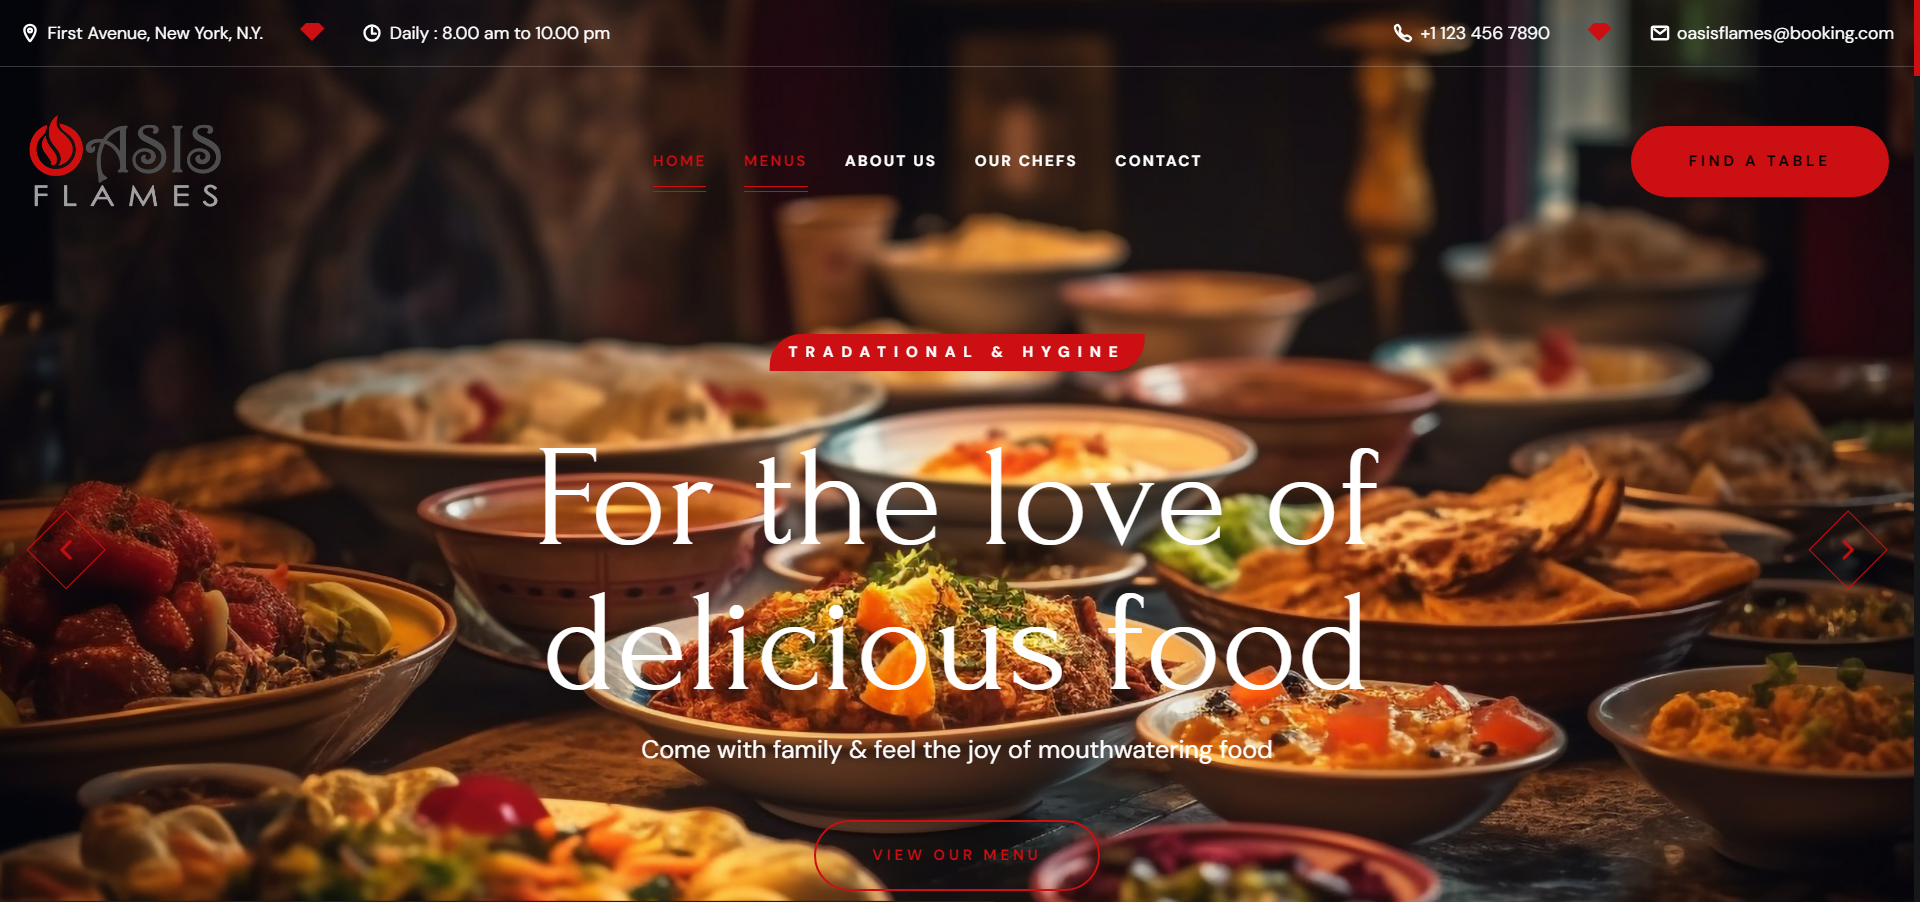 First Avenue, New York, N.Y.
Daily : 8.00 am to 10.00 pm
+1 123 456 7890
oasisflames@booking.com
OASIS
FLAMES
HOME
MENUS
ABOUT US
OUR CHEFS
CONTACT
FIND A TABLE
TRADATIONAL & HYGINE
For the love of
delicious food
Come with family & feel the joy of mouthwatering food
VIEW OUR MENU